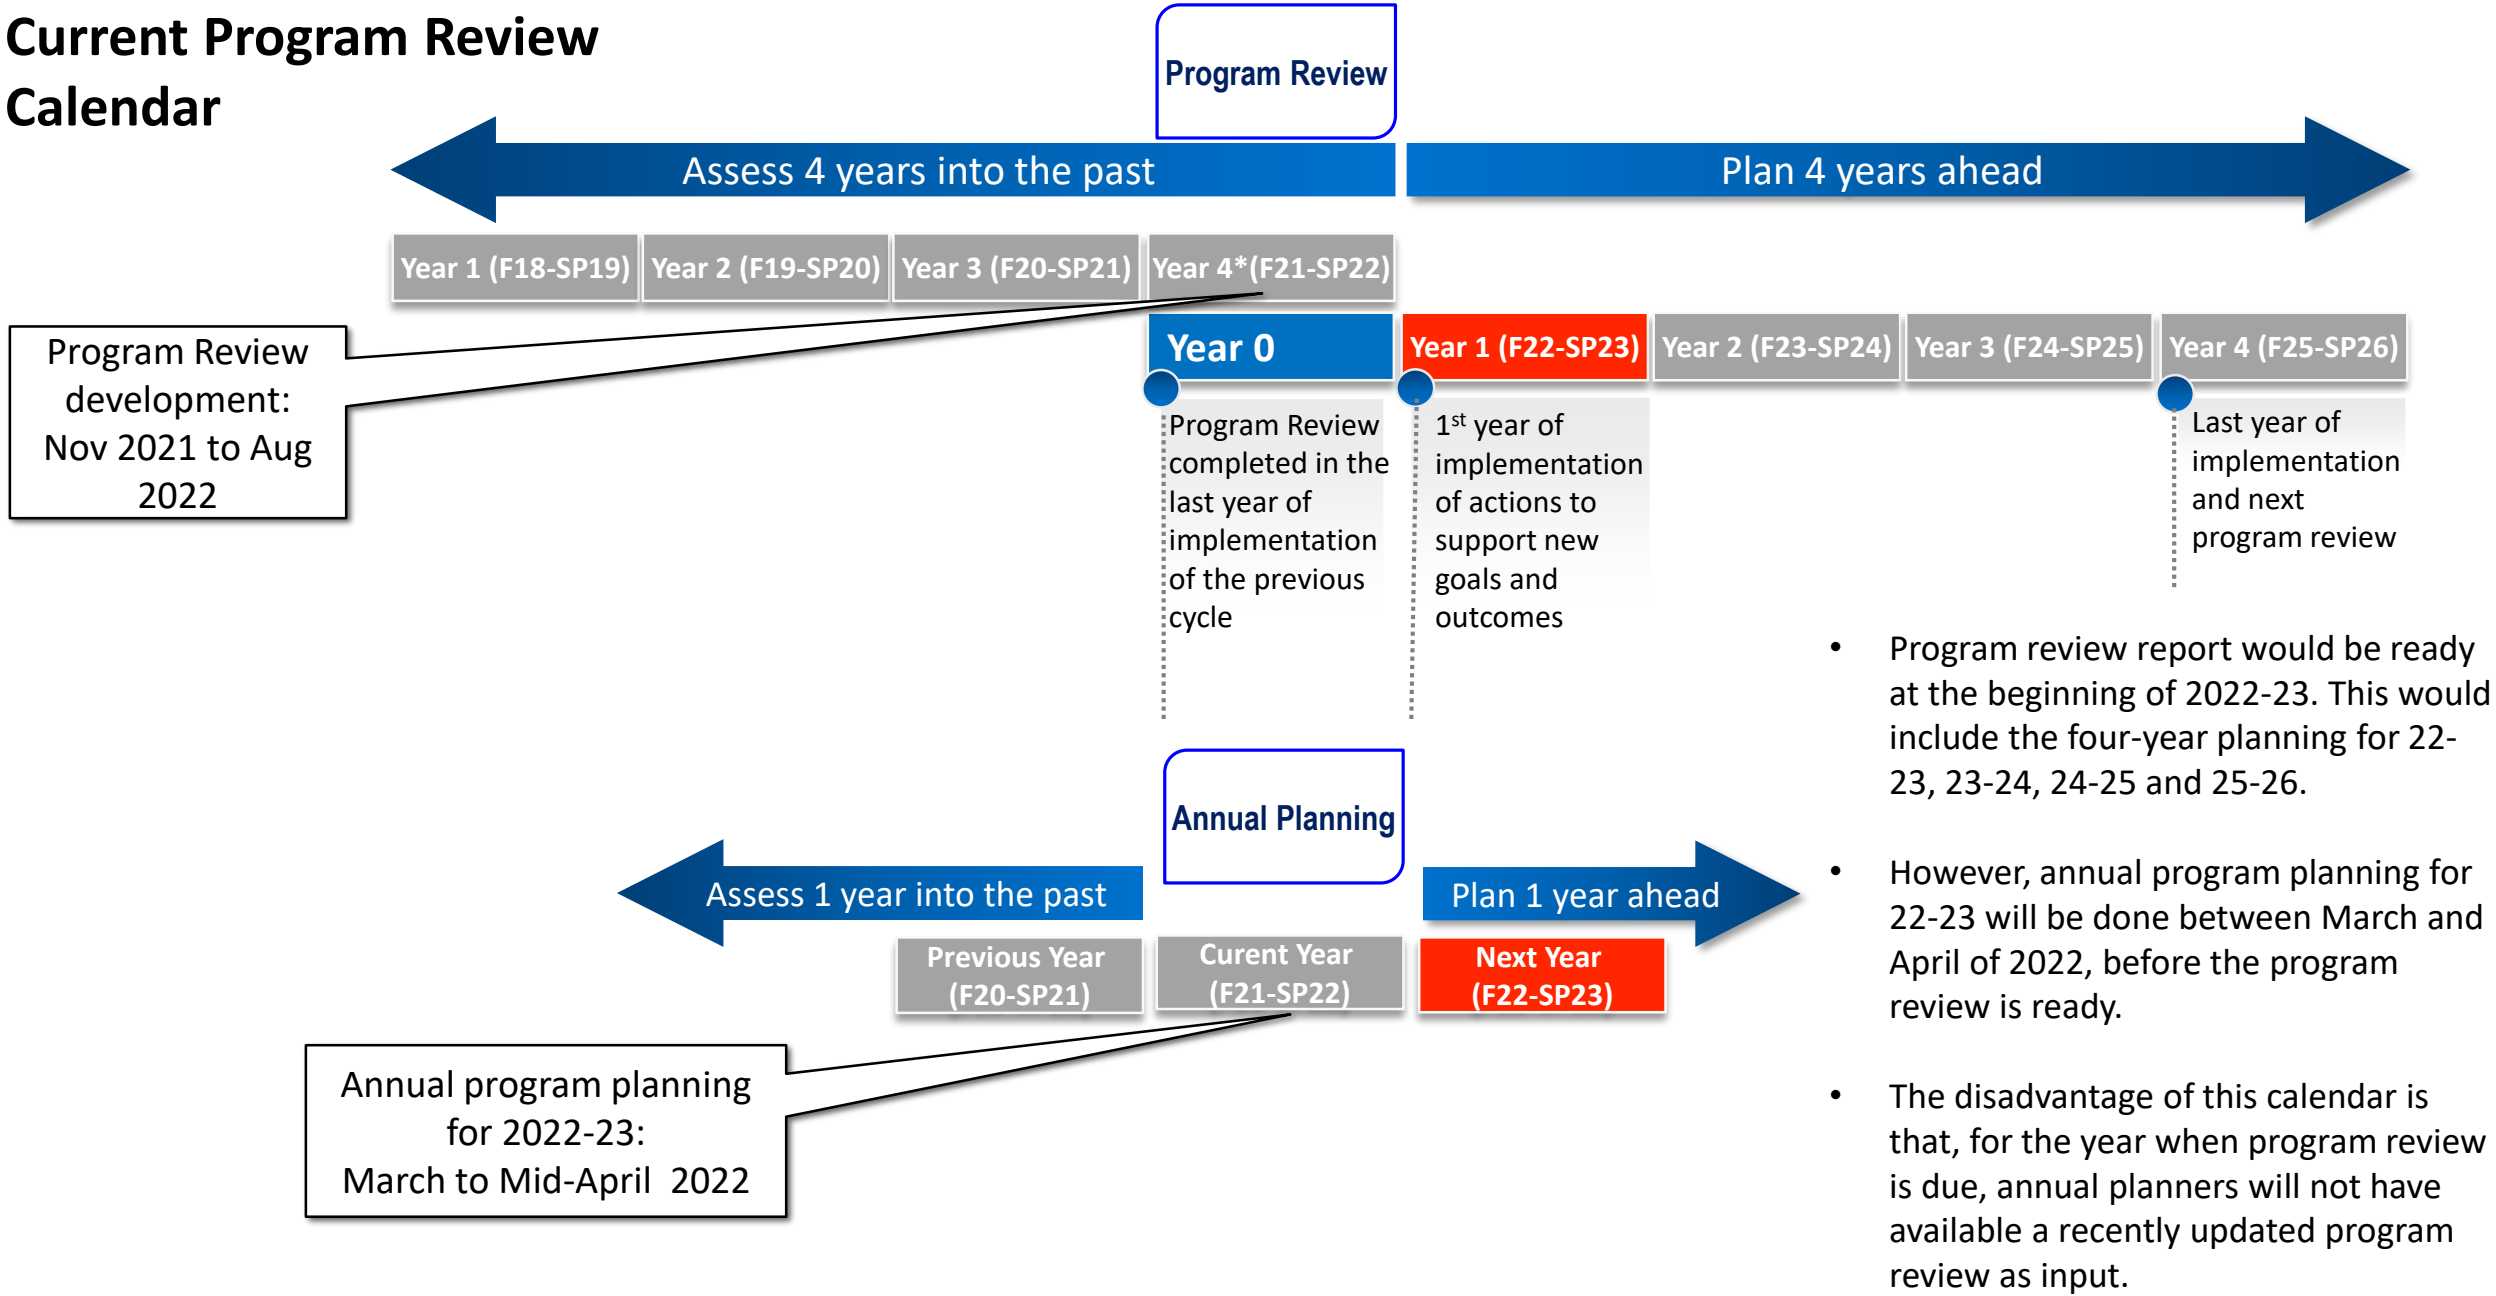 Current Program Review
Calendar
Program Review
Assess 4 years into the past
Plan 4 years ahead
Year 1 (F18-SP19)
Year 2 (F19-SP20)
Year 3 (F20-SP21)
Year 4*(F21-SP22)
Program Review
development:
Nov 2021 to Aug
2022
Year 0
Year 1 (F22-SP23)
Year 2 (F23-SP24)
Year 3 (F24-SP25)
Year 4 (F25-SP26)
Program Review
completed in the
last year of
implementation
of the previous
cycle
1st year of
implementation
of actions to
support new
goals and
outcomes
Last year of
implementation
and next
program review
• Program review report would be ready
at the beginning of 2022-23. This would
include the four-year planning for 22-
23, 23-24, 24-25 and 25-26.
• However, annual program planning for
22-23 will be done between March and
April of 2022, before the program
review is ready.
• The disadvantage of this calendar is
that, for the year when program review
is due, annual planners will not have
available a recently updated program
review as input.
Annual Planning
Assess 1 year into the past
Plan 1 year ahead
Previous Year
(F20-SP21)
Curent Year
(F21-SP22)
Next Year
(F22-SP23)
Annual program planning
for 2022-23:
March to Mid-April 2022